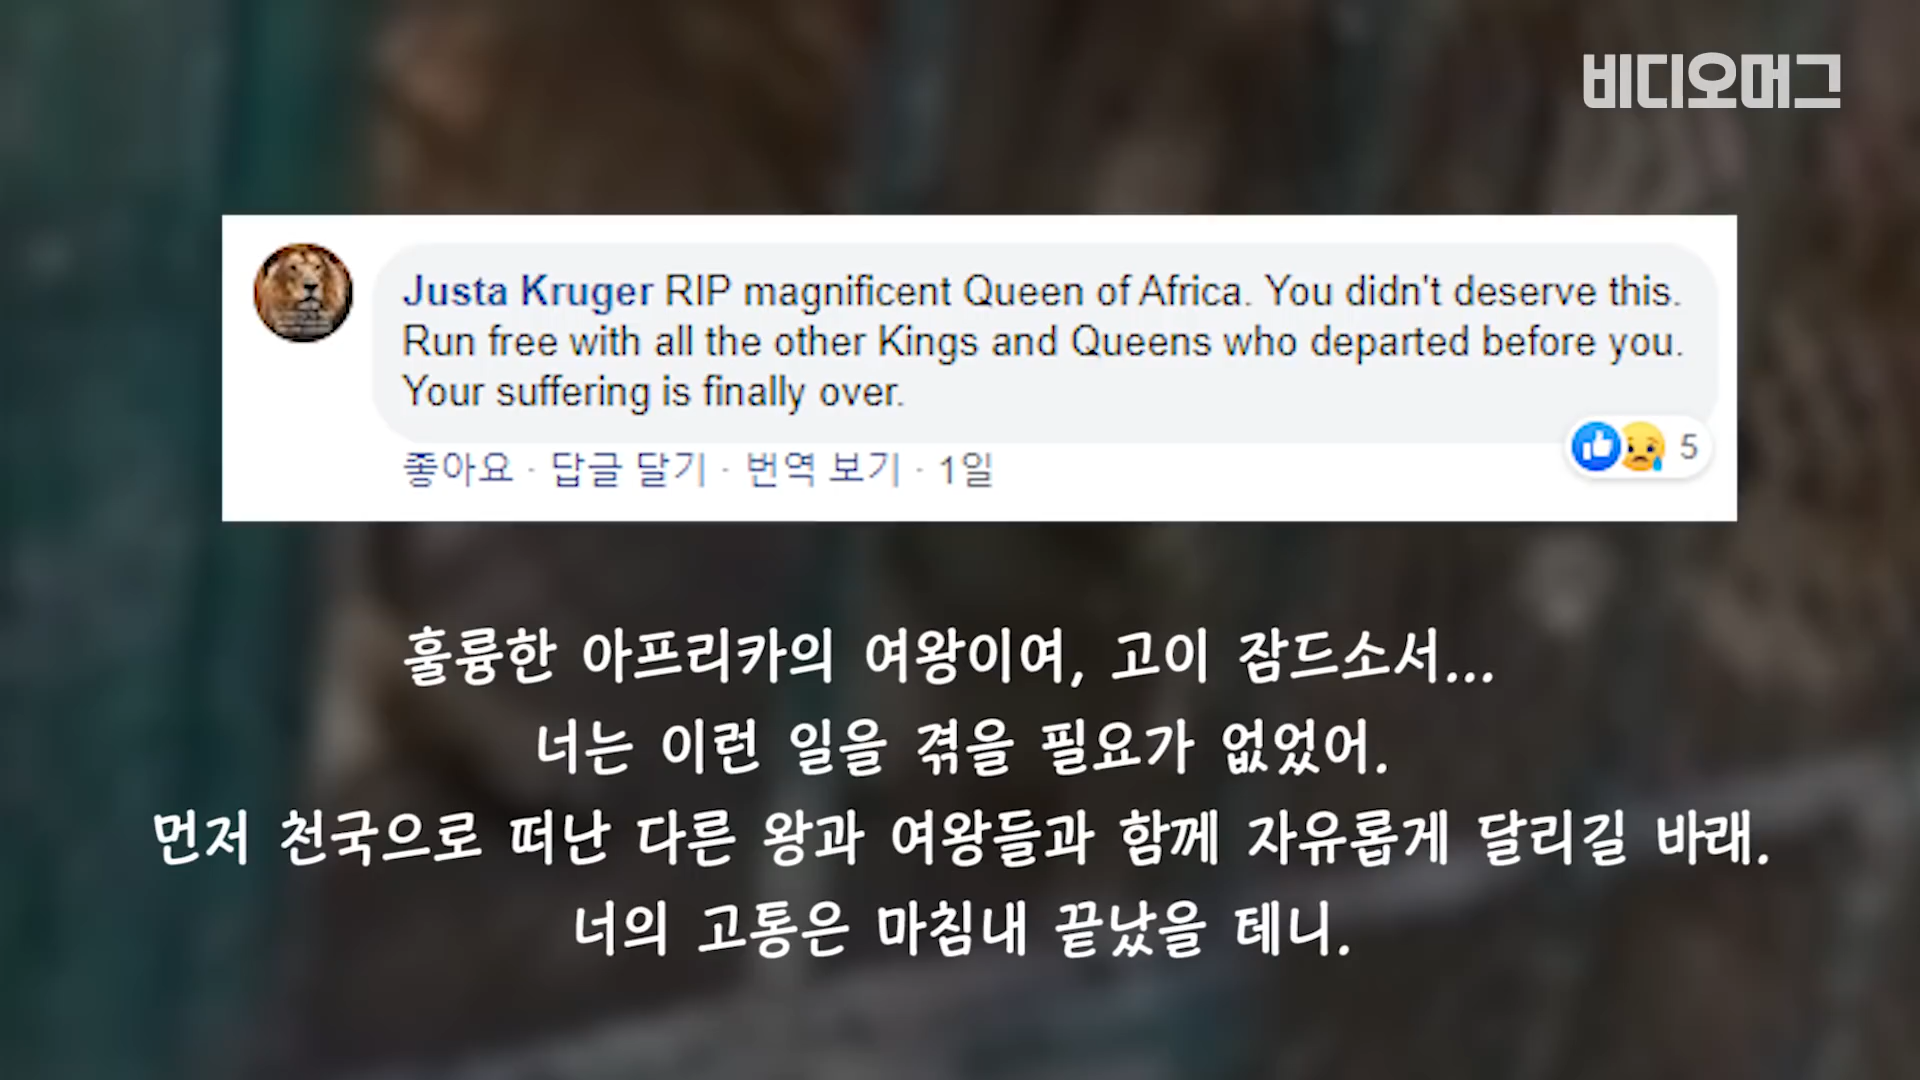 비디오머그
Justa Kruger RIP magnificent Queen of Africa. You didn't deserve this.
Run free with all the other Kings and Queens who departed before you.
Your suffering is finally over.
5
좋아요 · 답글 달기 · 번역 보기 · 1일
훌륭한 아프리카의 여왕이여, 고이 잠드소서...
너는 이런 일을 겪을 필요가 없었어.
먼저 천국으로 떠난 다른 왕과 여왕들과 함께 자유롭게 달리길 바래.
너의 고통은 마침내 끝났을 테니.